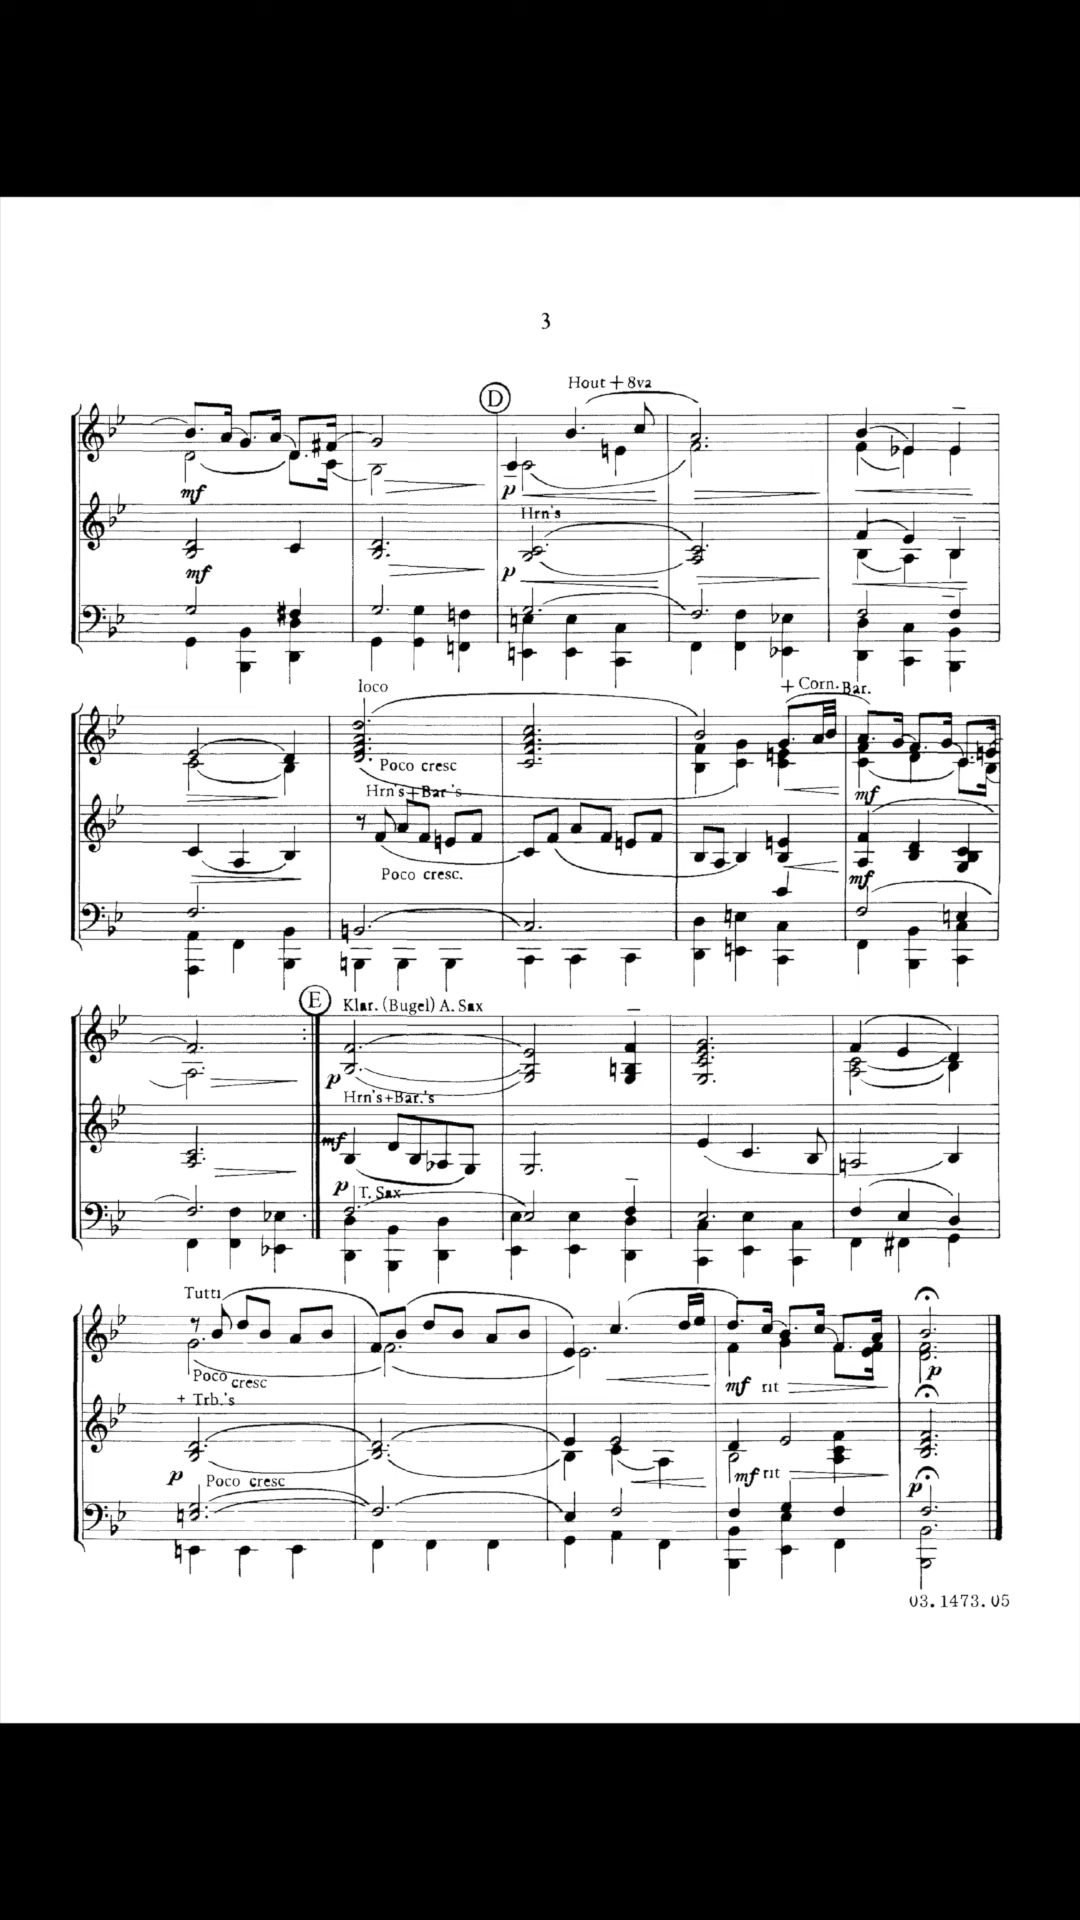 3
D
Hout + 8va
mf
p
Hrn's
mf
p
loco
+ Corn. Bar.
Poco cresc
Hrn's + Bar's
mf
Poco cresc.
mf
E
Klar. (Bugel) A. Sax
p
Hrn's+Bar.'s
mf
p T. Sax
Tutti
Poco cresc
mf rit
p
+ Trb.'s
p Poco cresc
mf rit
p
03.1473.05